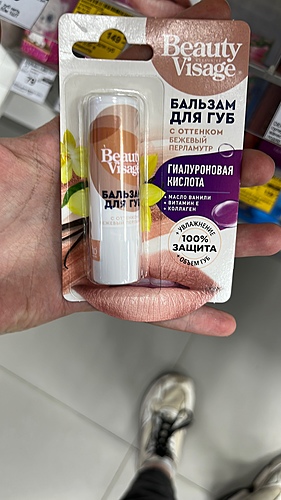 Beauty
Visage®
БАЛЬЗАМ
ДЛЯ ГУБ
С ОТТЕНКОМ
БЕЖЕВЫЙ
ПЕРЛАМУТР
ГИАЛУРОНОВАЯ
КИСЛОТА
• МАСЛО ВАНИЛИ
• ВИТАМИН Е
• КОЛЛАГЕН
• УВЛАЖНЕНИЕ •
100%
ЗАЩИТА
ОБЪЕМ ГУБ
Beauty
Visage
БАЛЬЗАМ
ДЛЯ ГУБ